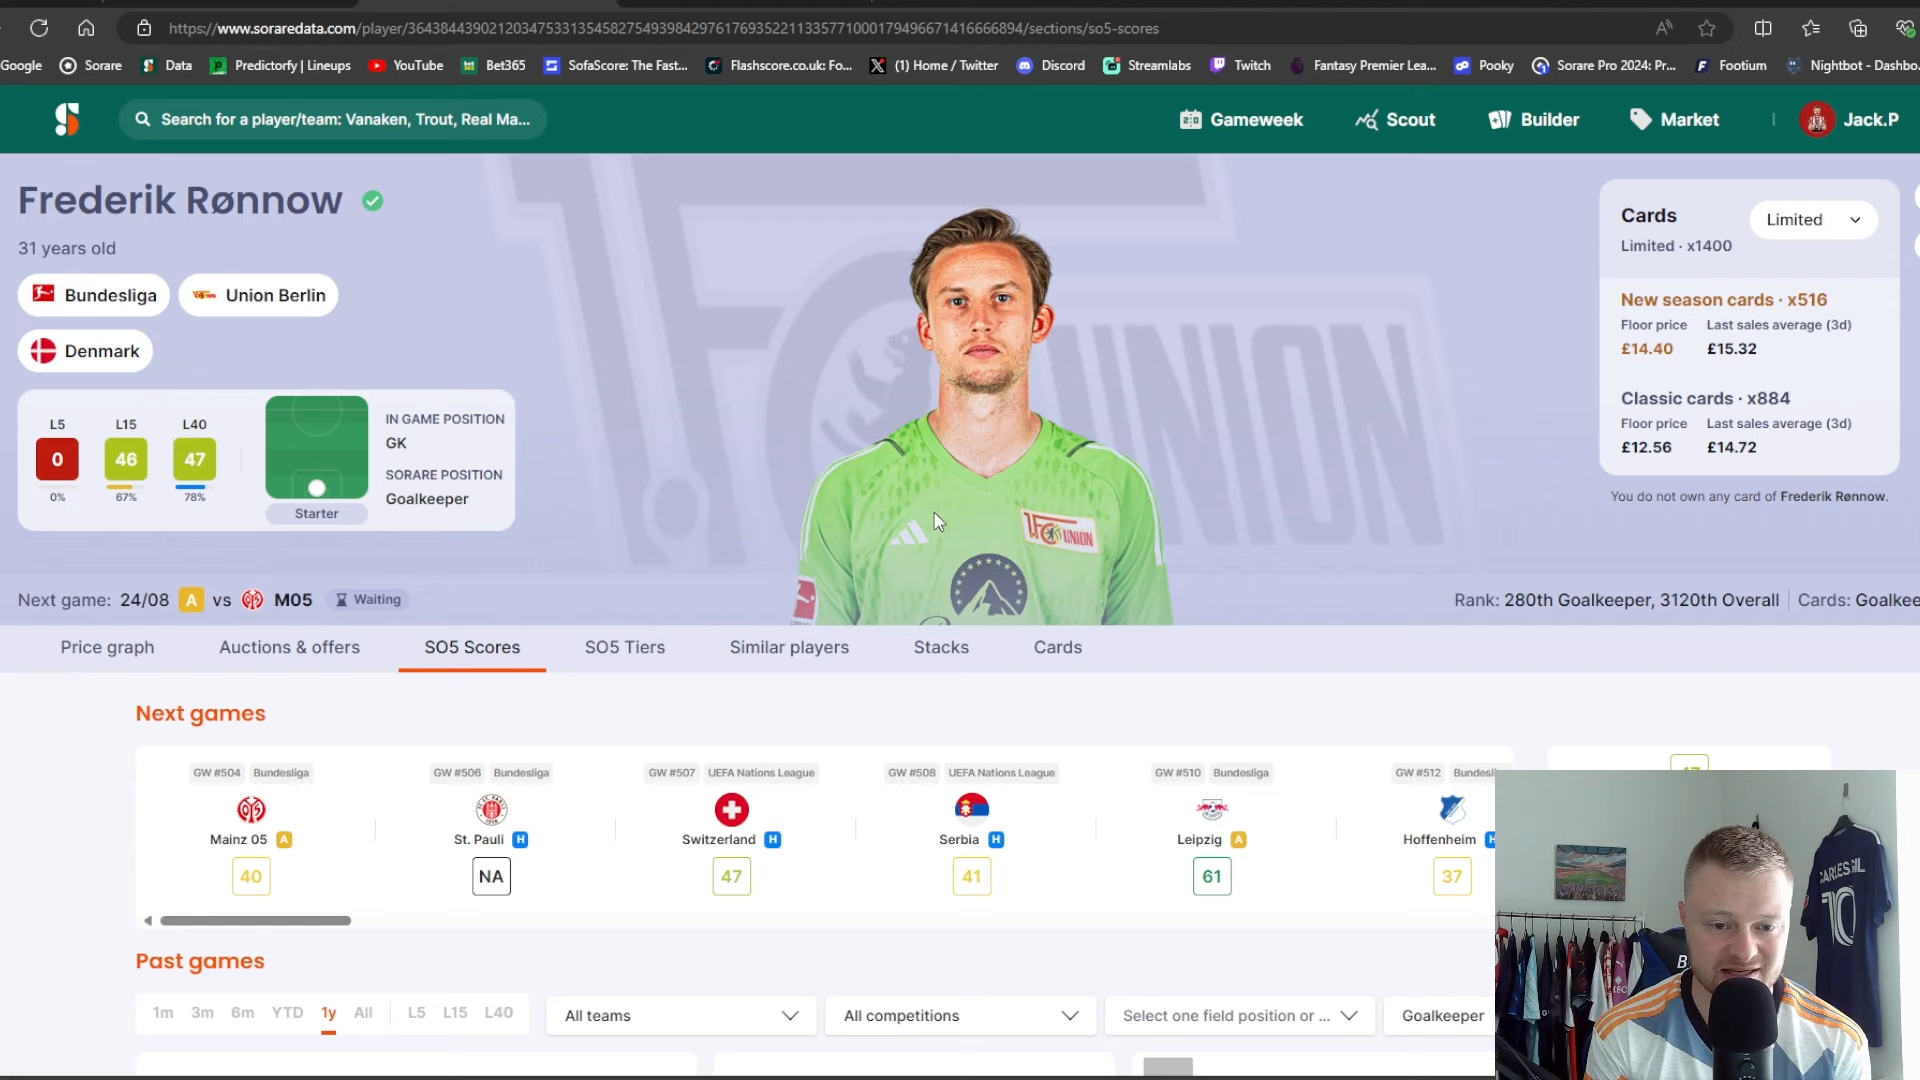 https://www.soraredata.com/player/36438443902120347533135458275493984297617693522113357710001794966714166668 94/sections/so5-scores
Google Sorare Data Predictorfy | Lineups YouTube Bet365 SofaScore: The Fast... Flashscore.co.uk: Fo... (1) Home / Twitter Discord Streamlabs Twitch Fantasy Premier Lea... Pooky Sorare Pro 2024: Pr... Footium Nightbot - Dashbo
Search for a player/team: Vanaken, Trout, Real Ma...
Gameweek Scout Builder Market Jack.P
Frederik Rønnow
31 years old
Bundesliga Union Berlin
Denmark
L5 L15 L40
0 46 47
0% 67% 78%
Starter
IN GAME POSITION
GK
SORARE POSITION
Goalkeeper
UNION
1.FC UNION
Cards
Limited
Limited · x1400
New season cards · x516
Floor price Last sales average (3d)
£14.40 £15.32
Classic cards · x884
Floor price Last sales average (3d)
£12.56 £14.72
You do not own any card of Frederik Rønnow.
Next game: 24/08 A vs M05 Waiting
Rank: 280th Goalkeeper, 3120th Overall | Cards: Goalkee
Price graph Auctions & offers SO5 Scores SO5 Tiers Similar players Stacks Cards
Next games
GW #504 Bundesliga GW #506 Bundesliga GW #507 UEFA Nations League GW #508 UEFA Nations League GW #510 Bundesliga GW #512 Bundesli
Mainz 05 A St. Pauli H Switzerland H Serbia H Leipzig A Hoffenheim H
40 NA 47 41 61 37
Past games
1m 3m 6m YTD 1y All L5 L15 L40 All teams All competitions Select one field position or ... Goalkeeper
CARLES GIL
10